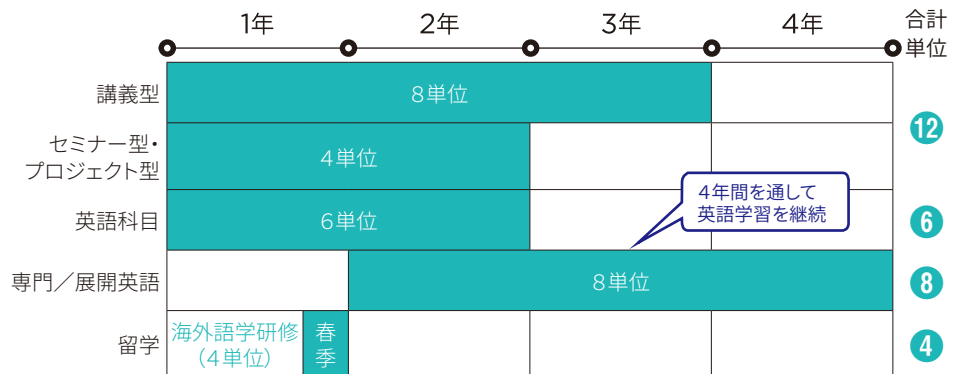 1年 2年 3年 4年 合計
単位
講義型 8単位
セミナー型・
プロジェクト型 4単位
12
4年間を通して
英語学習を継続
英語科目 6単位 6
専門／展開英語 8単位 8
留学 海外語学研修
（4単位）
春
季
4